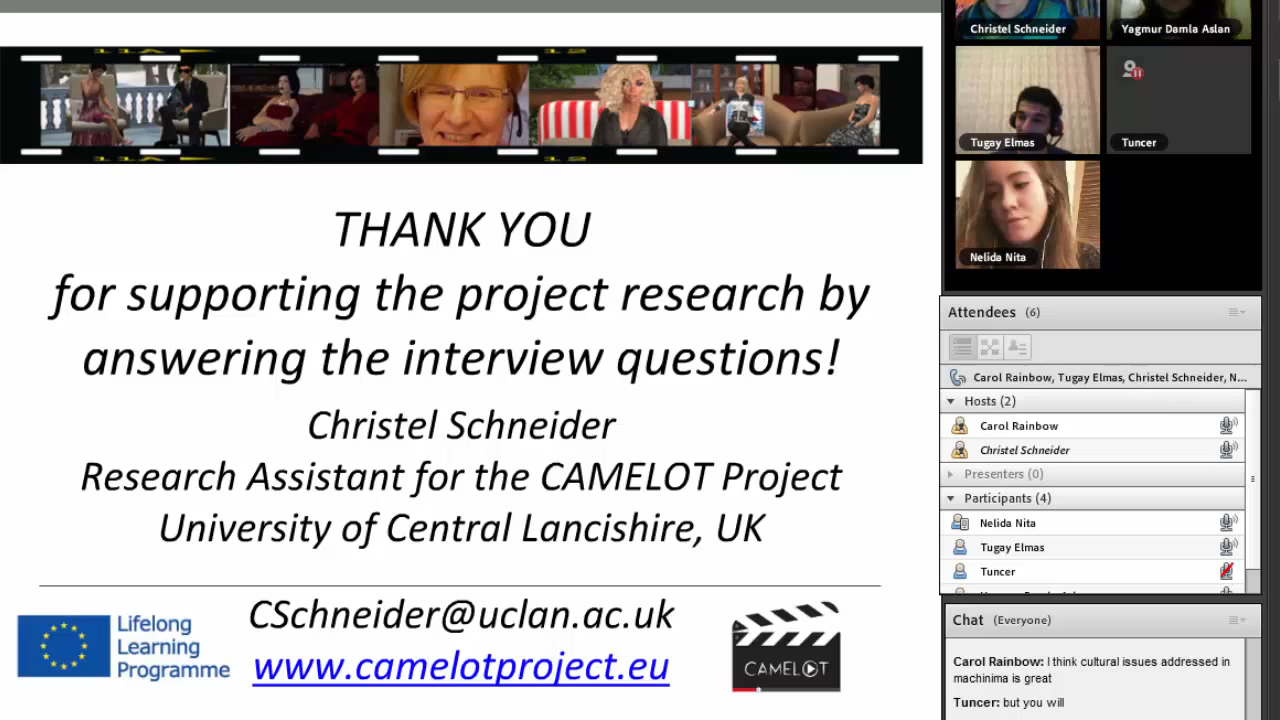 THANK YOU
for supporting the project research by
answering the interview questions!
Christel Schneider
Research Assistant for the CAMELOT Project
University of Central Lancishire, UK
Lifelong
Learning
Programme
CSchneider@uclan.ac.uk
www.camelotproject.eu
CAMELOT
Christel Schneider
Yagmur Damla Aslan
Tugay Elmas
Tuncer
Nelida Nita
Attendees (6)
Carol Rainbow, Tugay Elmas, Christel Schneider, N...
Hosts (2)
Carol Rainbow
Christel Schneider
Presenters (0)
Participants (4)
Nelida Nita
Tugay Elmas
Tuncer
Chat (Everyone)
Carol Rainbow: I think cultural issues addressed in
machinima is great
Tuncer: but you will